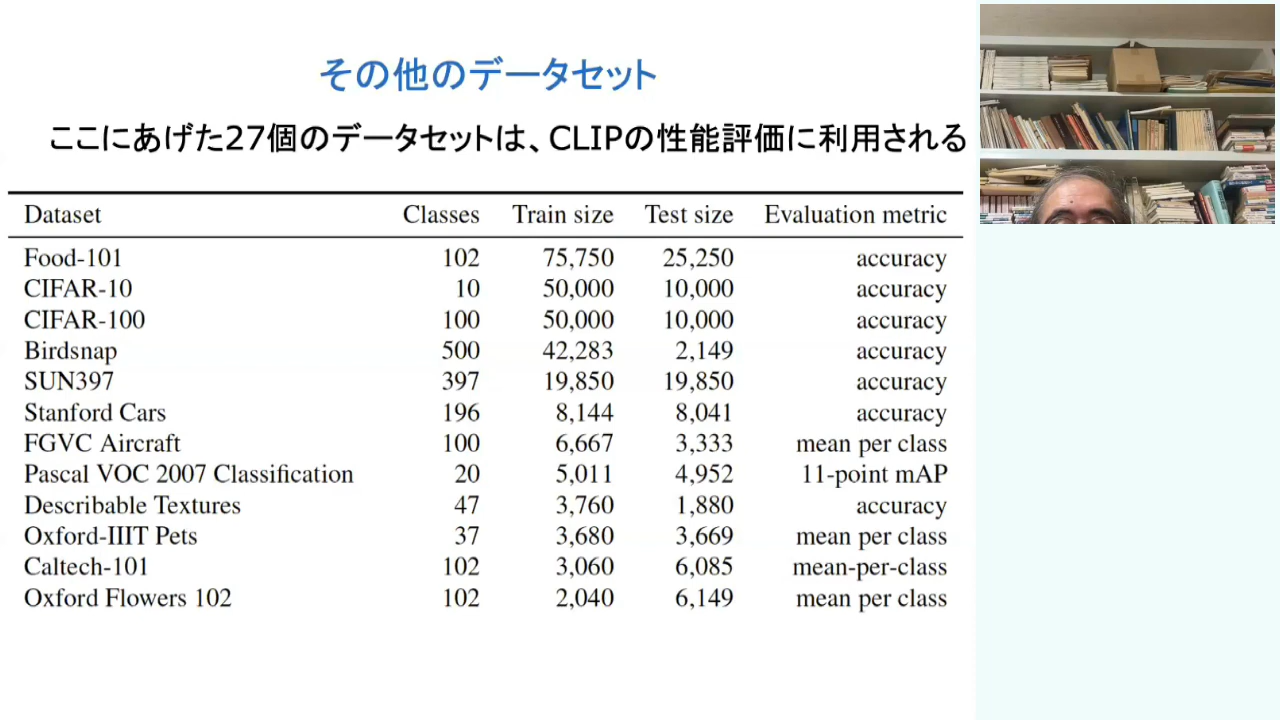 その他のデータセット
ここにあげた27個のデータセットは、CLIPの性能評価に利用される
Dataset Classes Train size Test size Evaluation metric
Food-101 102 75,750 25,250 accuracy
CIFAR-10 10 50,000 10,000 accuracy
CIFAR-100 100 50,000 10,000 accuracy
Birdsnap 500 42,283 2,149 accuracy
SUN397 397 19,850 19,850 accuracy
Stanford Cars 196 8,144 8,041 accuracy
FGVC Aircraft 100 6,667 3,333 mean per class
Pascal VOC 2007 Classification 20 5,011 4,952 11-point mAP
Describable Textures 47 3,760 1,880 accuracy
Oxford-IIIT Pets 37 3,680 3,669 mean per class
Caltech-101 102 3,060 6,085 mean-per-class
Oxford Flowers 102 102 2,040 6,149 mean per class